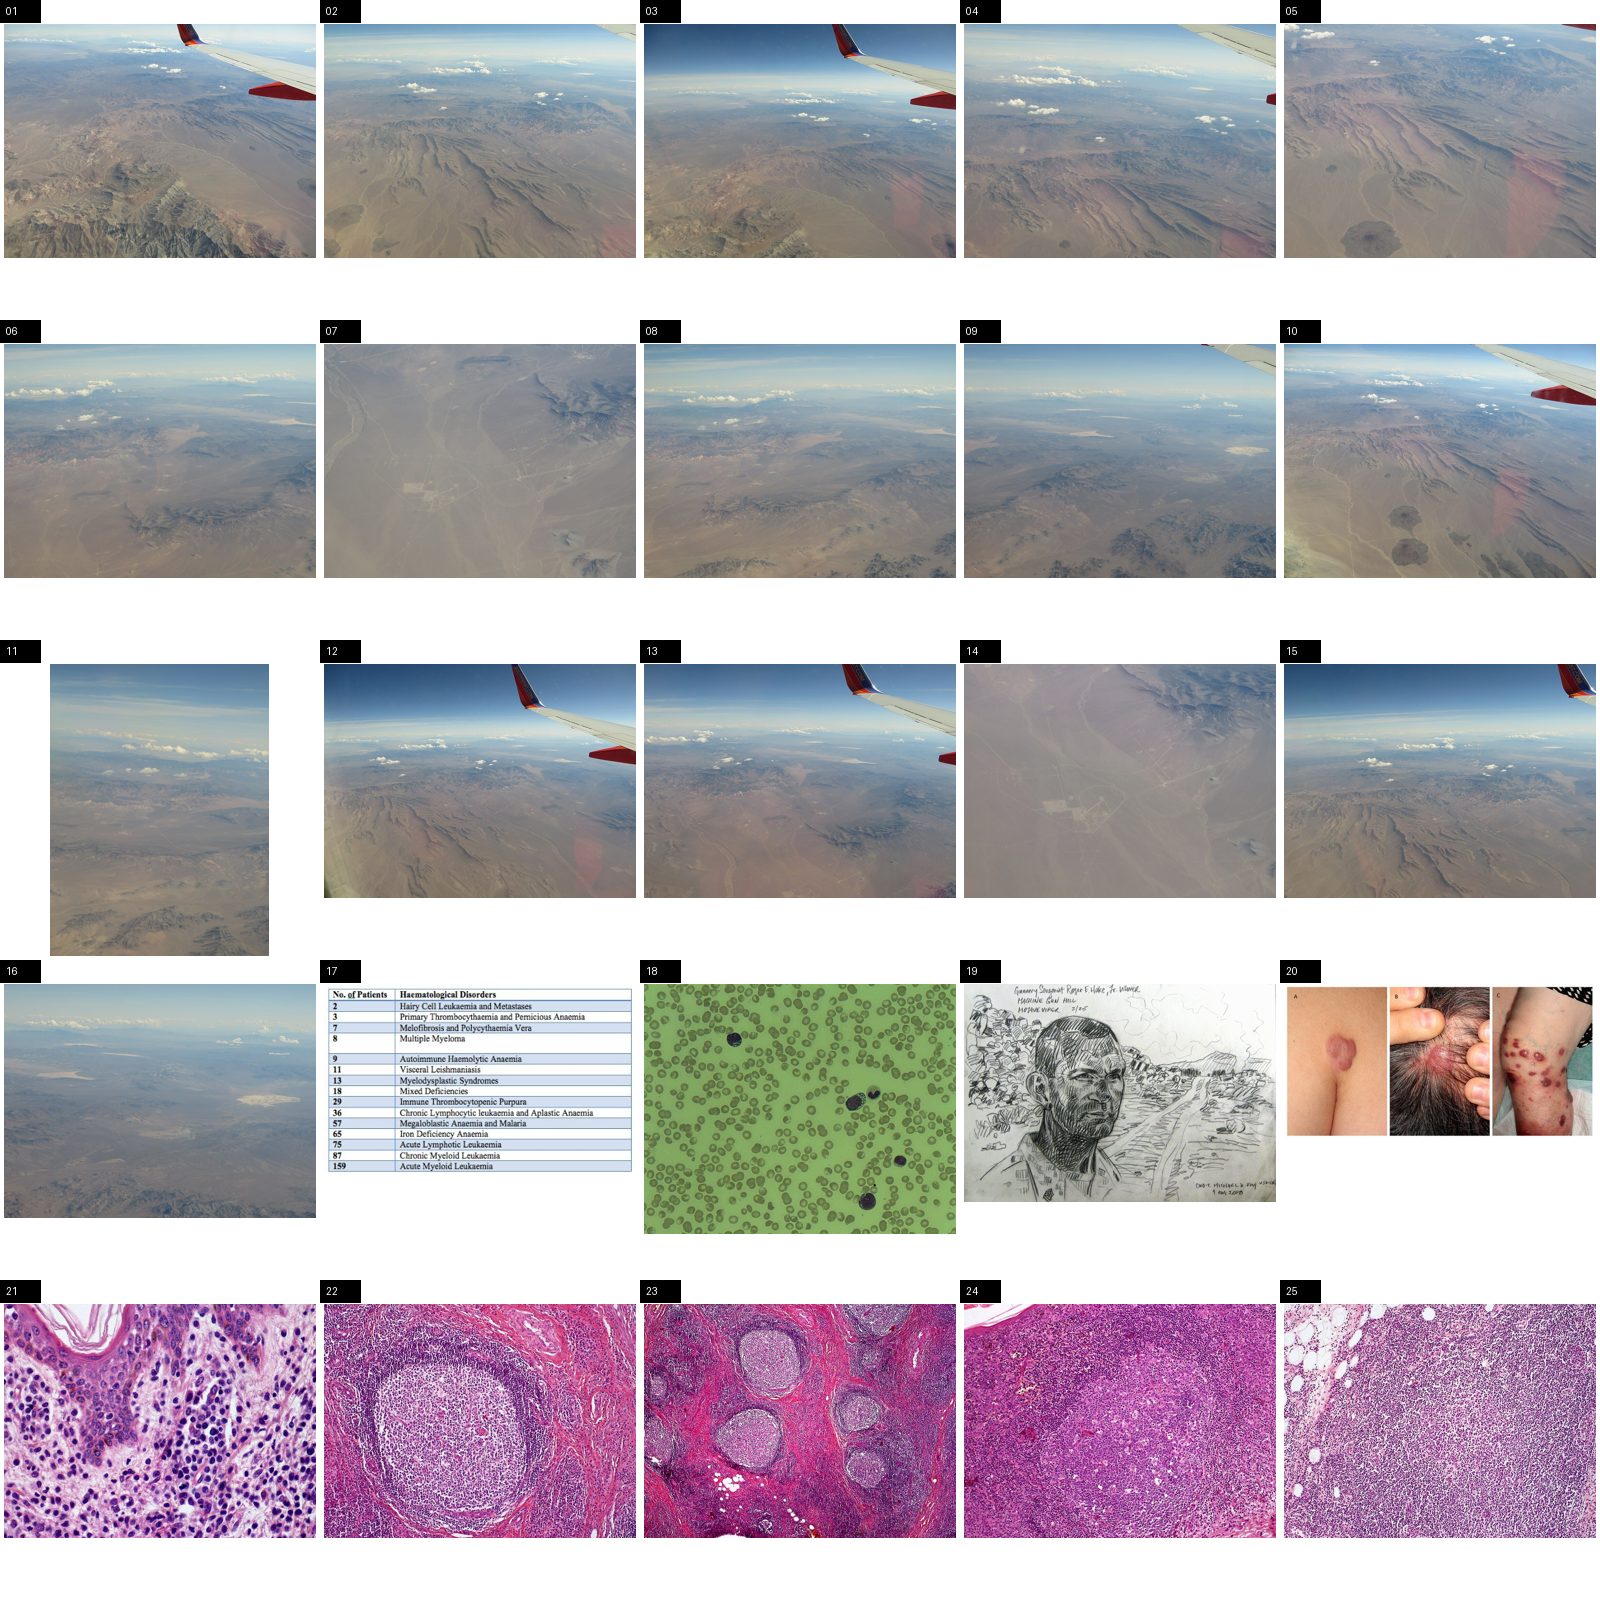 01
02
03
04
05
06
07
08
09
10
11
12
13
14
15
16
17
18
19
20
No. of Patients Haematological Disorders
2 Hairy Cell Leukaemia and Metastases
3 Primary Thrombocythaemia and Pernicious Anaemia
7 Melofibrosis and Polycythaemia Vera
8 Multiple Myeloma
9 Autoimmune Haemolytic Anaemia
11 Visceral Leishmaniasis
13 Myelodysplastic Syndromes
18 Mixed Deficiencies
29 Immune Thrombocytopenic Purpura
36 Chronic Lymphocytic leukaemia and Aplastic Anaemia
57 Megaloblastic Anaemia and Malaria
65 Iron Deficiency Anaemia
75 Acute Lymphotic Leukaemia
87 Chronic Myeloid Leukaemia
159 Acute Myeloid Leukaemia
Gunnery Sergeant
MACHINE GUN HILL
A B C
21
22
23
24
25